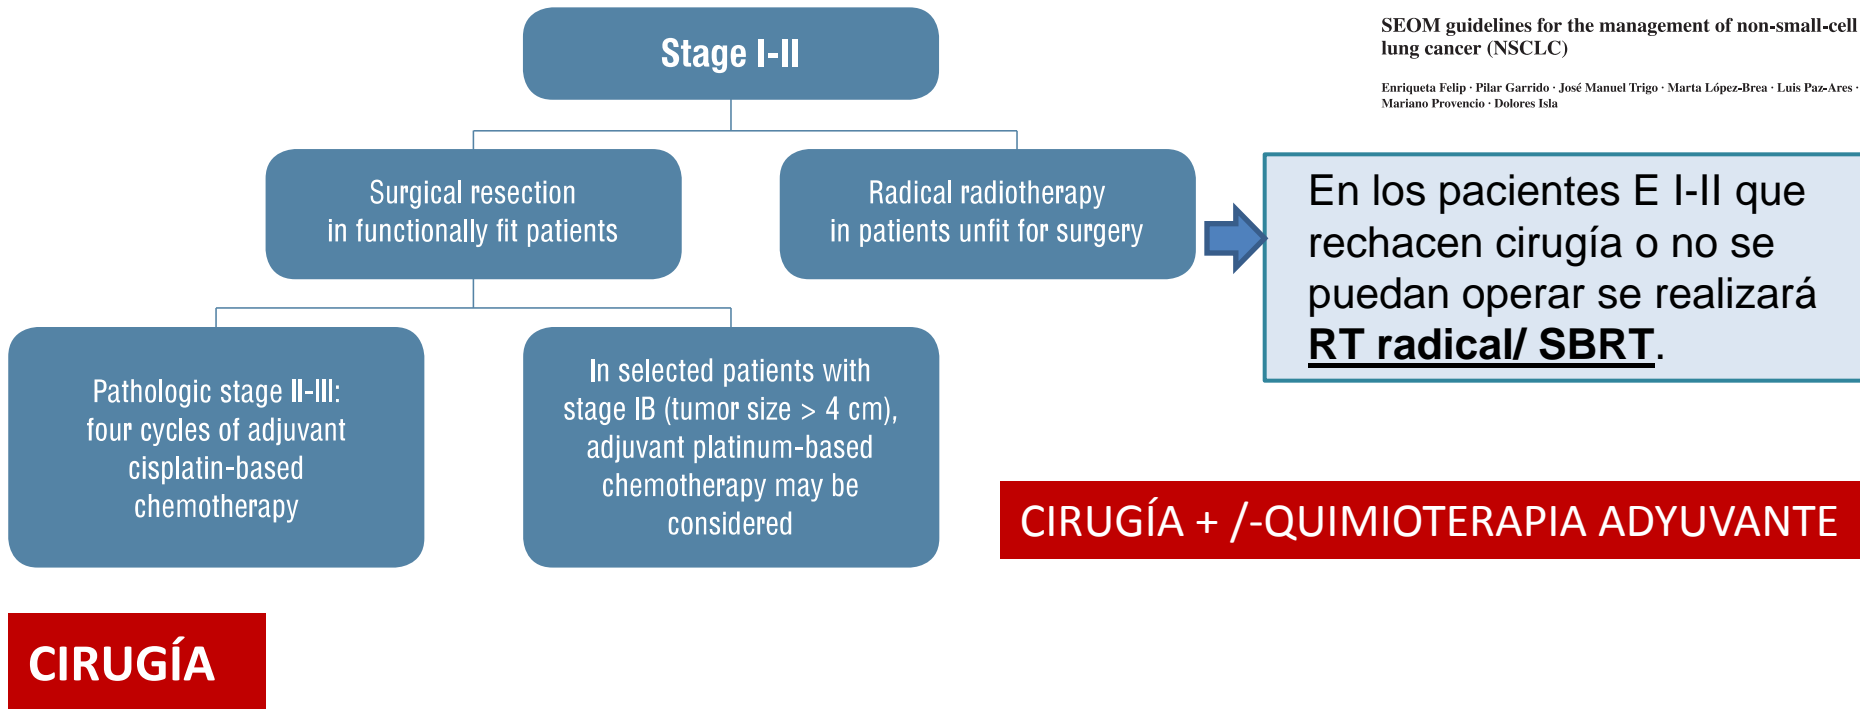 Stage I-II
SEOM guidelines for the management of non-small-cell
lung cancer (NSCLC)
Enriqueta Felip · Pilar Garrido · José Manuel Trigo · Marta López-Brea · Luis Paz-Ares ·
Mariano Provencio · Dolores Isla
Surgical resection
in functionally fit patients
Radical radiotherapy
in patients unfit for surgery
En los pacientes E I-II que
rechacen cirugía o no se
puedan operar se realizará
RT radical/ SBRT.
Pathologic stage II-III:
four cycles of adjuvant
cisplatin-based
chemotherapy
In selected patients with
stage IB (tumor size > 4 cm),
adjuvant platinum-based
chemotherapy may be
considered
CIRUGÍA + /-QUIMIOTERAPIA ADYUVANTE
CIRUGÍA